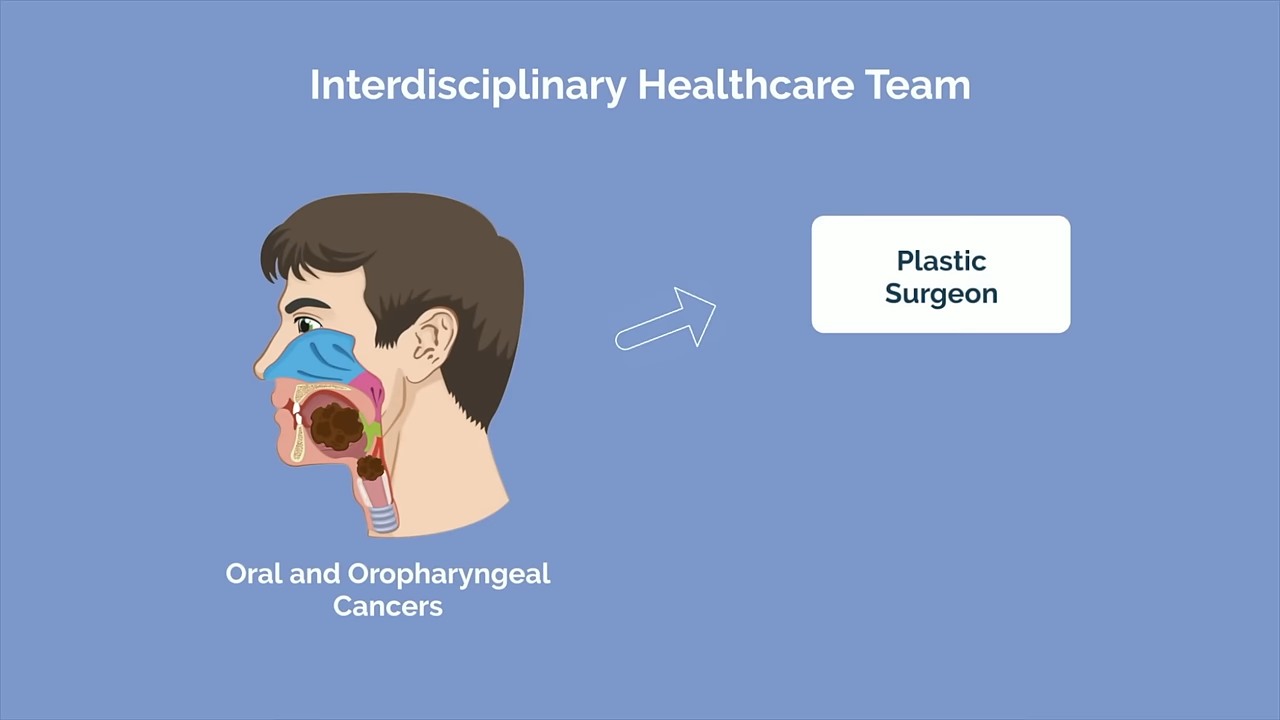 Interdisciplinary Healthcare Team
Plastic
Surgeon
Oral and Oropharyngeal
Cancers